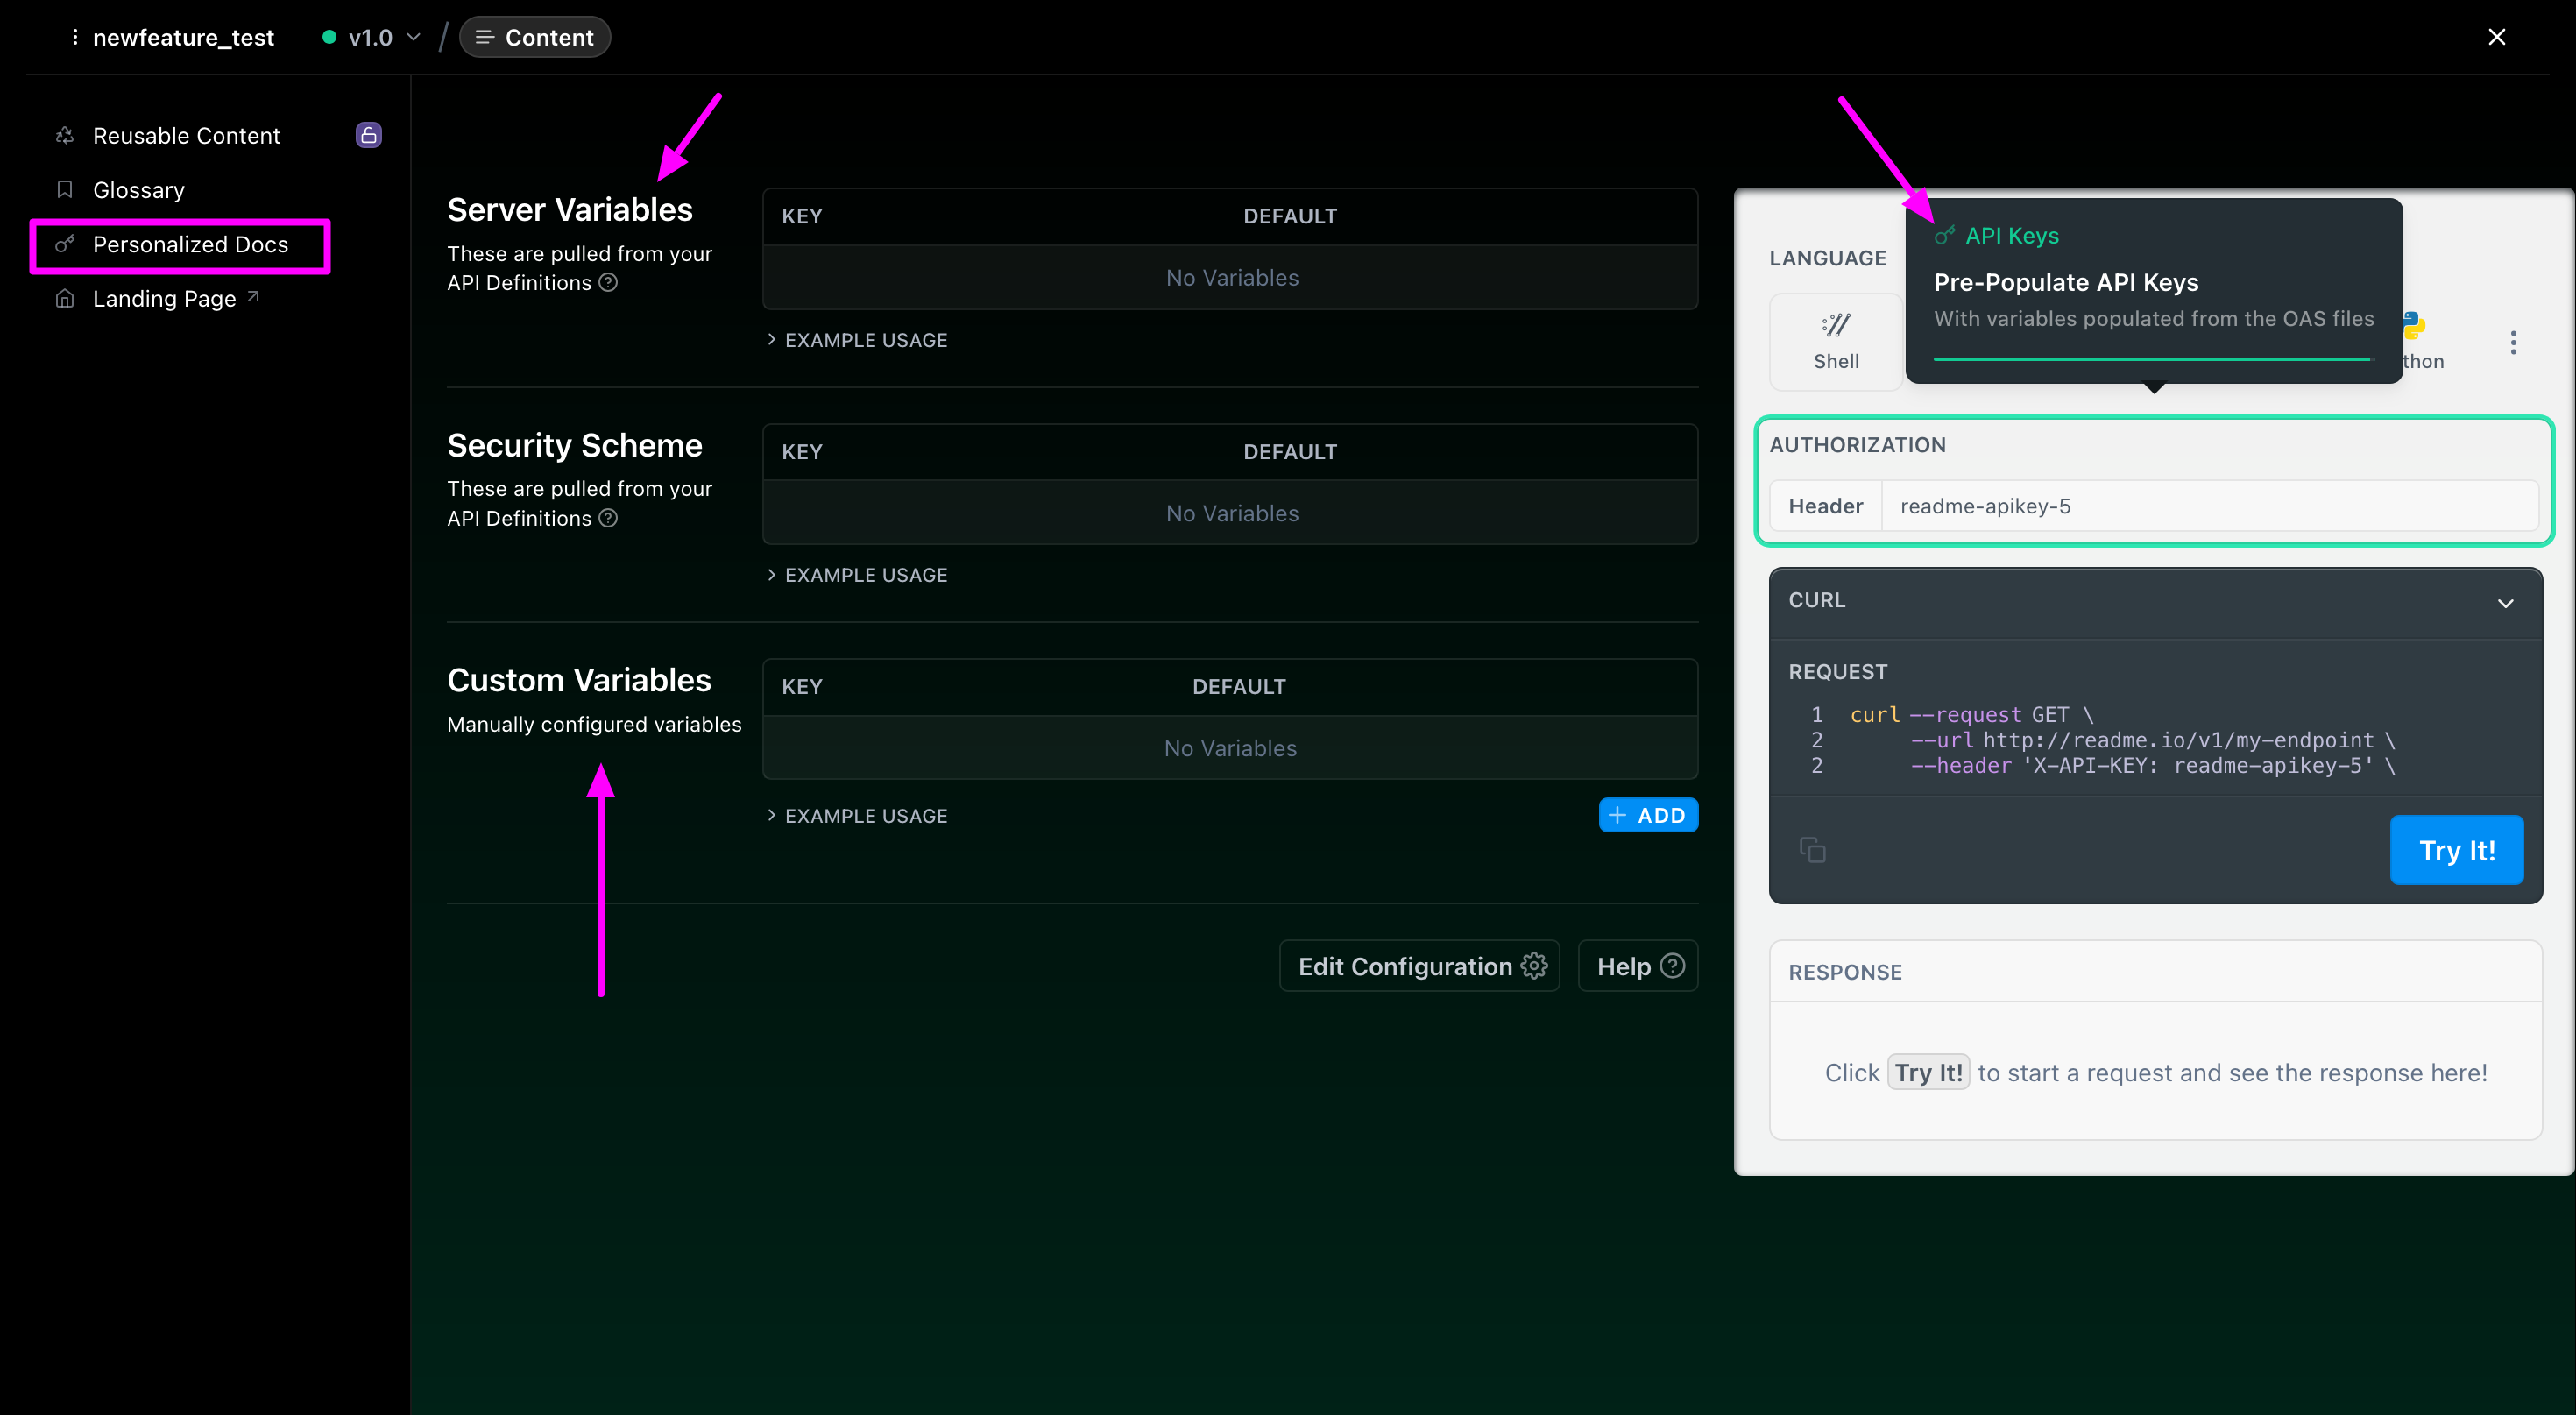 newfeature_test v1.0 / Content
Reusable Content
Glossary
Personalized Docs
Landing Page
Server Variables
These are pulled from your
API Definitions
KEY DEFAULT
No Variables
EXAMPLE USAGE
Security Scheme
These are pulled from your
API Definitions
KEY DEFAULT
No Variables
EXAMPLE USAGE
Custom Variables
Manually configured variables
KEY DEFAULT
No Variables
EXAMPLE USAGE
ADD
Edit Configuration
Help
LANGUAGE
Shell
API Keys
Pre-Populate API Keys
With variables populated from the OAS files
thon
AUTHORIZATION
Header readme-apikey-5
CURL
REQUEST
1 curl --request GET \
2 --url http://readme.io/v1/my-endpoint \
2 --header 'X-API-KEY: readme-apikey-5' \
Try It!
RESPONSE
Click Try It! to start a request and see the response here!